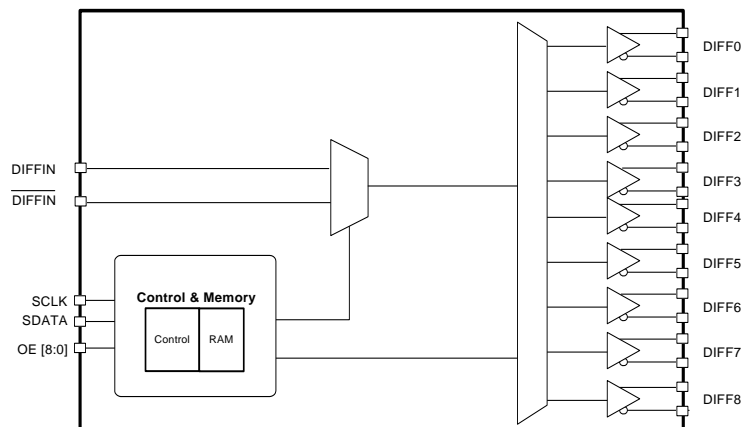 DIFFIN
DIFFIN
SCLK
SDATA
OE [8:0]
Control & Memory
Control
RAM
DIFF0
DIFF1
DIFF2
DIFF3
DIFF4
DIFF5
DIFF6
DIFF7
DIFF8